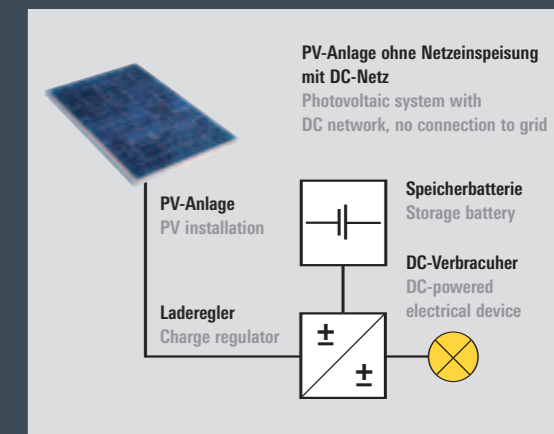 PV-Anlage ohne Netzeinspeisung
mit DC-Netz
Photovoltaic system with
DC network, no connection to grid
PV-Anlage
PV installation
Speicherbatterie
Storage battery
DC-Verbracuher
DC-powered
electrical device
Laderegler
Charge regulator
±
±